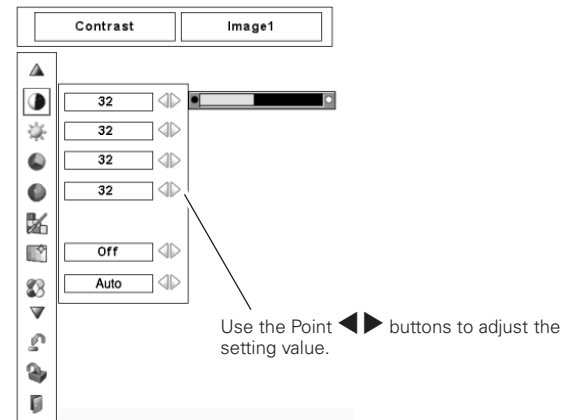 Contrast Image1
32
32
32
32
Off
Auto
Use the Point ◀▶ buttons to adjust the
setting value.